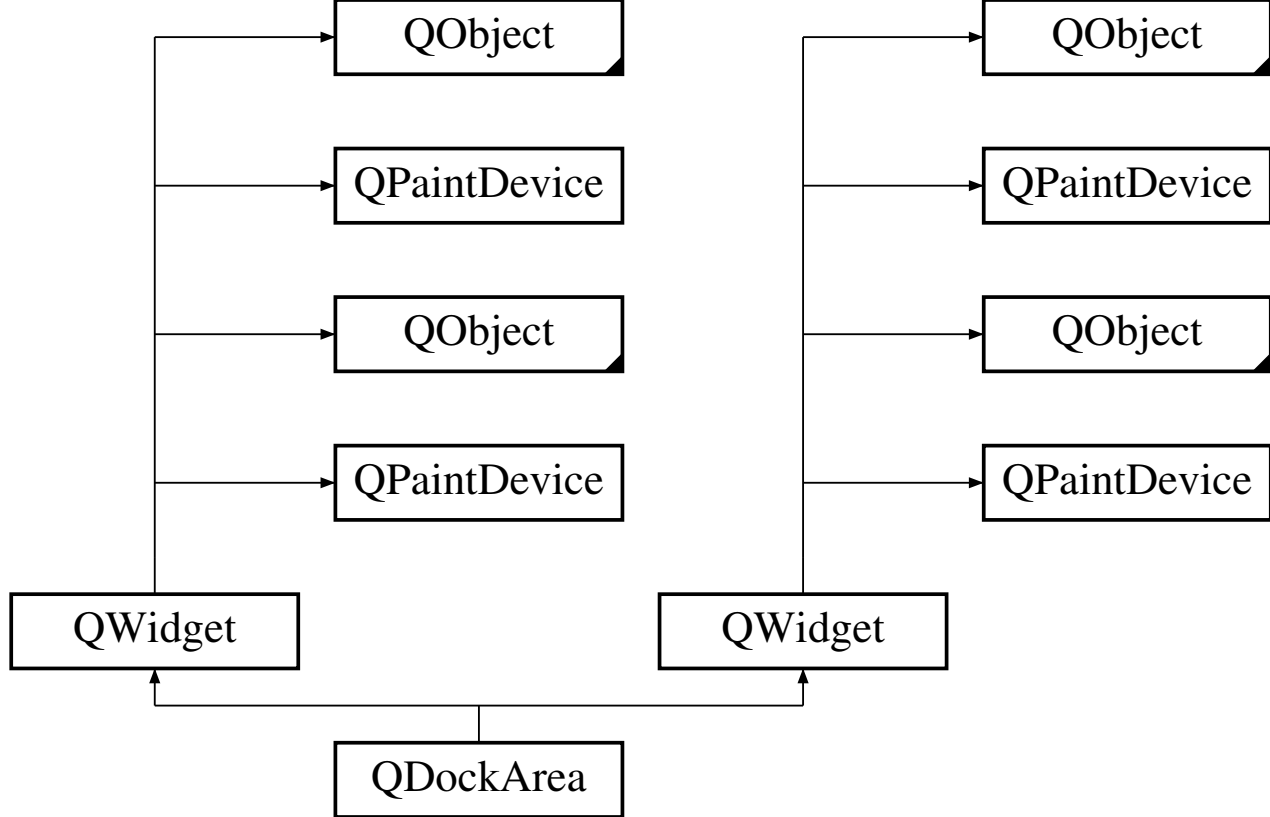 QObject
QObject
QPaintDevice
QPaintDevice
QObject
QObject
QPaintDevice
QPaintDevice
QWidget
QWidget
QDockArea